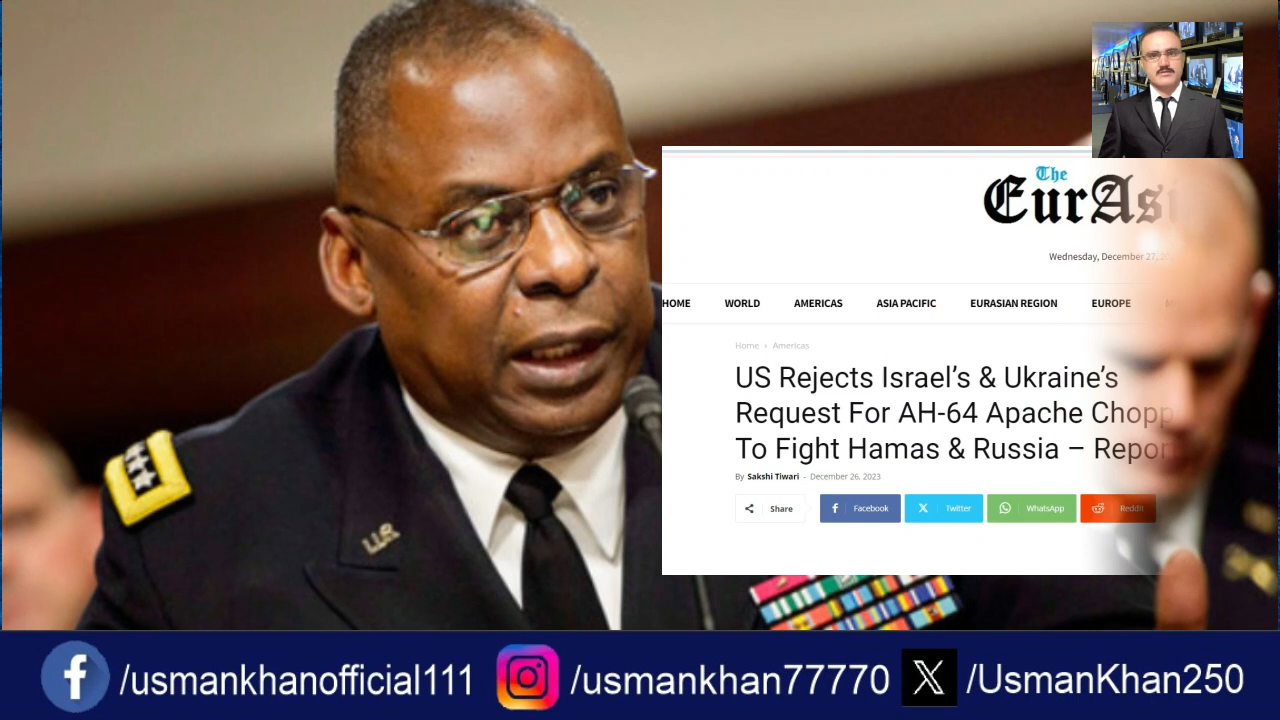 The
EurAs
Wednesday, December 27, 20
HOME WORLD AMERICAS ASIA PACIFIC EURASIAN REGION EUROPE
Home › Americas
US Rejects Israel's & Ukraine's
Request For AH-64 Apache Chopp
To Fight Hamas & Russia – Repor
By Sakshi Tiwari - December 26, 2023
Share Facebook Twitter WhatsApp Reddit
U.S.
/usmankhanofficial111 /usmankhan77770 /UsmanKhan250